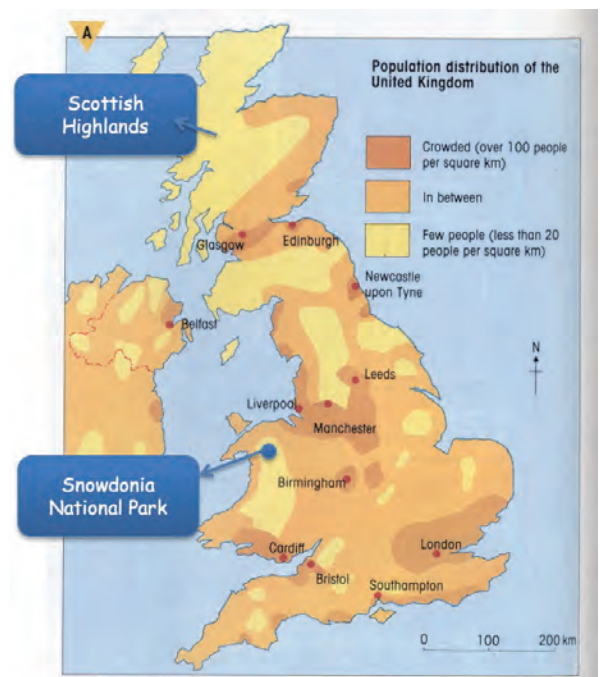 A
Population distribution of the
United Kingdom
Scottish
Highlands
Crowded (over 100 people
per square km)
In between
Few people (less than 20
people per square km)
Glasgow
Edinburgh
Newcastle
upon Tyne
Belfast
N
Leeds
Liverpool
Manchester
Snowdonia
National Park
Birmingham
Cardiff
London
Bristol
Southampton
0 100 200 km